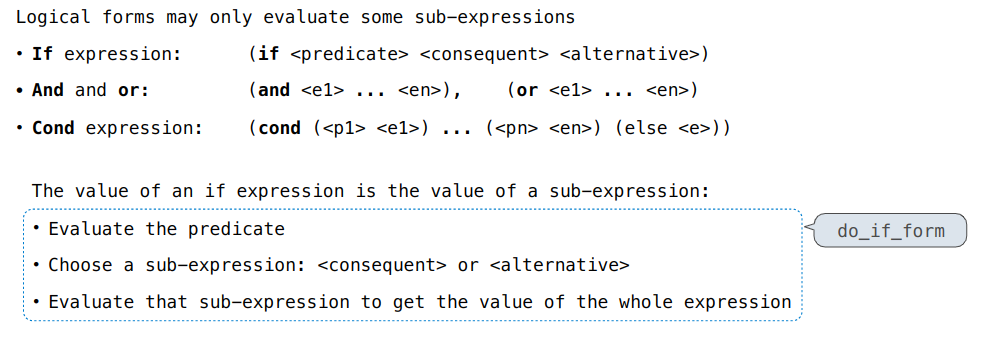 Logical forms may only evaluate some sub-expressions
• If expression: (if <predicate> <consequent> <alternative>)
• And and or: (and <e1> ... <en>), (or <e1> ... <en>)
• Cond expression: (cond (<p1> <e1>) ... (<pn> <en>) (else <e>))
The value of an if expression is the value of a sub-expression:
• Evaluate the predicate
• Choose a sub-expression: <consequent> or <alternative>
• Evaluate that sub-expression to get the value of the whole expression
do_if_form